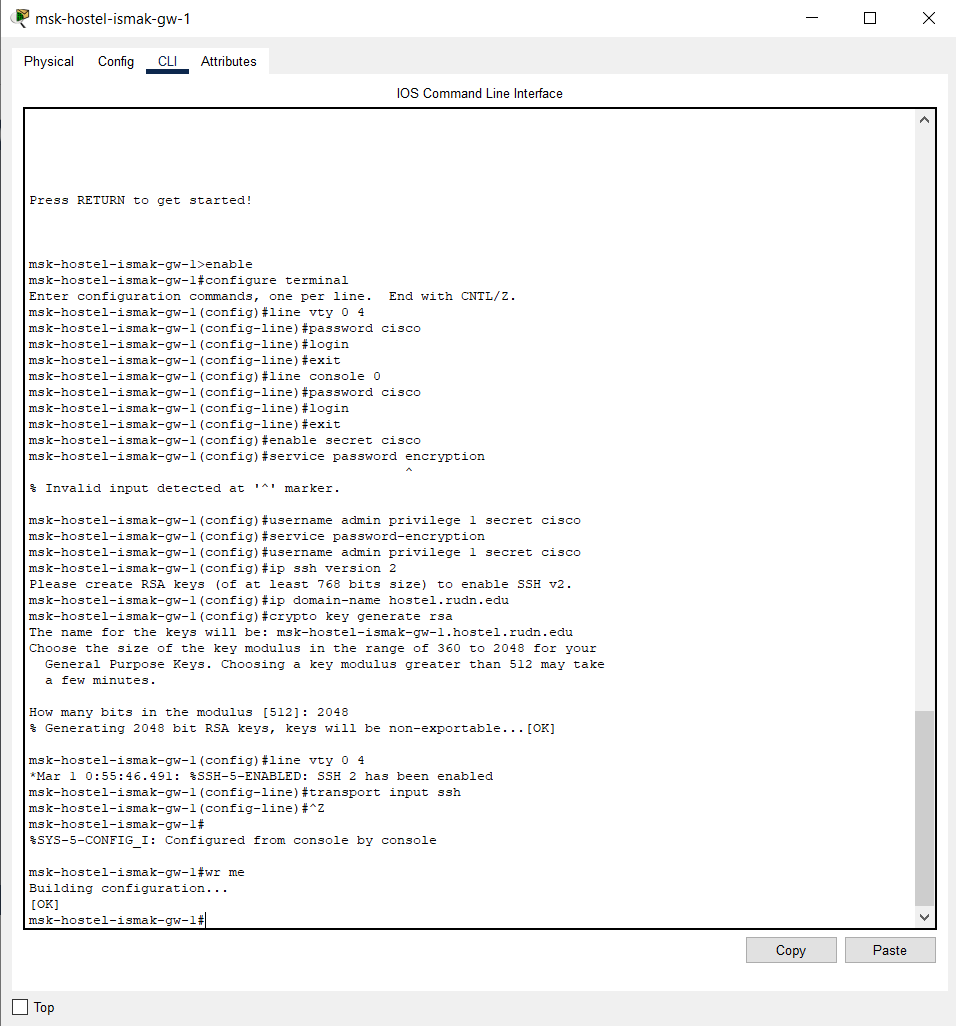 msk-hostel-ismak-gw-1
Physical Config CLI Attributes
IOS Command Line Interface
Press RETURN to get started!
msk-hostel-ismak-gw-1>enable
msk-hostel-ismak-gw-1#configure terminal
Enter configuration commands, one per line.  End with CNTL/Z.
msk-hostel-ismak-gw-1(config)#line vty 0 4
msk-hostel-ismak-gw-1(config-line)#password cisco
msk-hostel-ismak-gw-1(config-line)#login
msk-hostel-ismak-gw-1(config-line)#exit
msk-hostel-ismak-gw-1(config)#line console 0
msk-hostel-ismak-gw-1(config-line)#password cisco
msk-hostel-ismak-gw-1(config-line)#login
msk-hostel-ismak-gw-1(config-line)#exit
msk-hostel-ismak-gw-1(config)#enable secret cisco
msk-hostel-ismak-gw-1(config)#service password encryption
^
% Invalid input detected at '^' marker.
msk-hostel-ismak-gw-1(config)#username admin privilege 1 secret cisco
msk-hostel-ismak-gw-1(config)#service password-encryption
msk-hostel-ismak-gw-1(config)#username admin privilege 1 secret cisco
msk-hostel-ismak-gw-1(config)#ip ssh version 2
Please create RSA keys (of at least 768 bits size) to enable SSH v2.
msk-hostel-ismak-gw-1(config)#ip domain-name hostel.rudn.edu
msk-hostel-ismak-gw-1(config)#crypto key generate rsa
The name for the keys will be: msk-hostel-ismak-gw-1.hostel.rudn.edu
Choose the size of the key modulus in the range of 360 to 2048 for your
General Purpose Keys. Choosing a key modulus greater than 512 may take
a few minutes.
How many bits in the modulus [512]: 2048
% Generating 2048 bit RSA keys, keys will be non-exportable...[OK]
msk-hostel-ismak-gw-1(config)#line vty 0 4
*Mar 1 0:55:46.491: %SSH-5-ENABLED: SSH 2 has been enabled
msk-hostel-ismak-gw-1(config-line)#transport input ssh
msk-hostel-ismak-gw-1(config-line)#^Z
msk-hostel-ismak-gw-1#
%SYS-5-CONFIG_I: Configured from console by console
msk-hostel-ismak-gw-1#wr me
Building configuration...
[OK]
msk-hostel-ismak-gw-1#
Copy Paste
Top